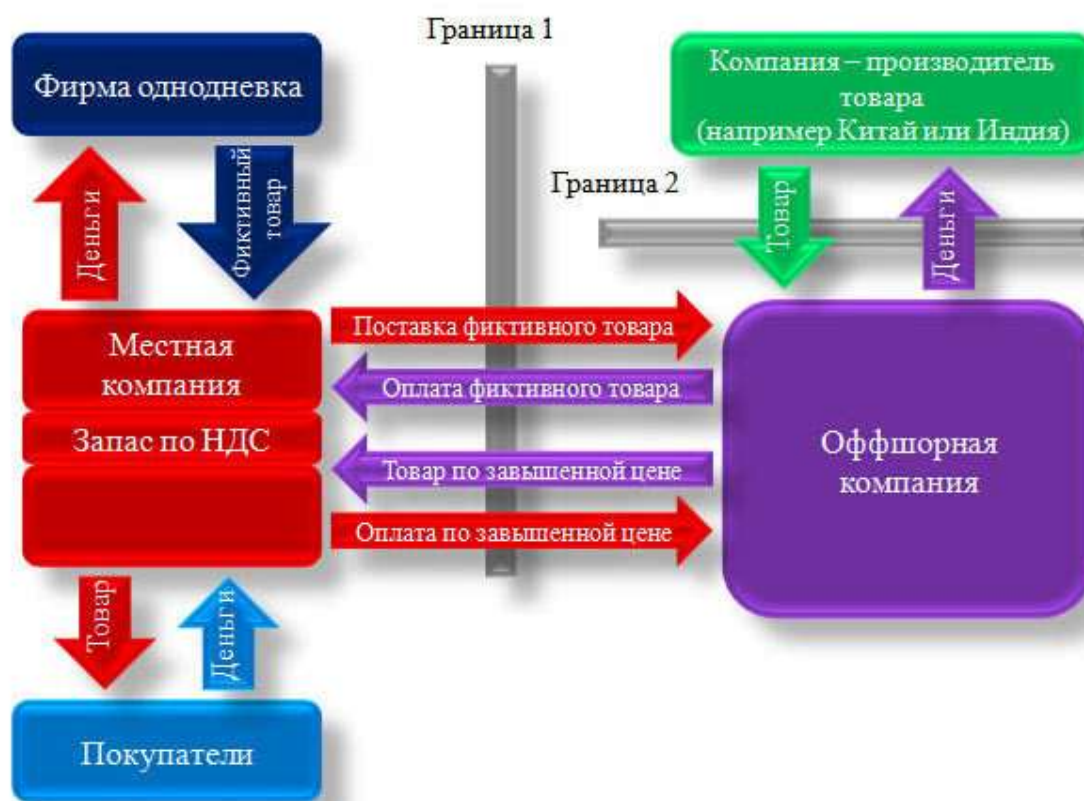 Граница 1
Фирма однодневка
Компания – производитель
товара
(например Китай или Индия)
Деньги
Фиктивный
товар
Граница 2
Товар
Деньги
Местная
компания
Поставка фиктивного товара
Оплата фиктивного товара
Запас по НДС
Товар по завышенной цене
Оплата по завышенной цене
Оффшорная
компания
Товар
Деньги
Покупатели